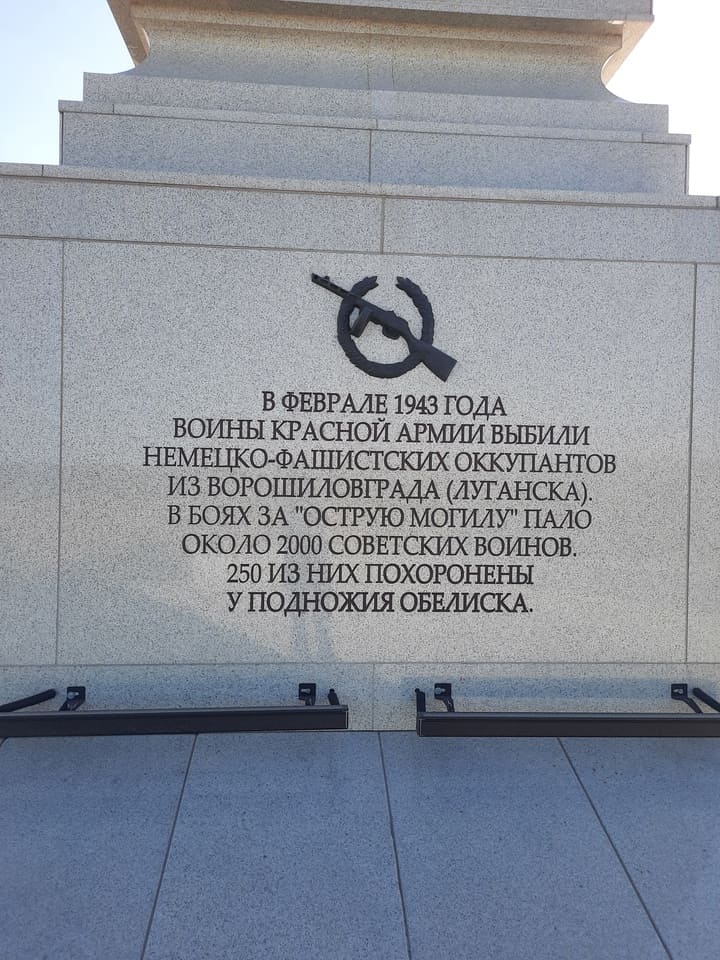 В ФЕВРАЛЕ 1943 ГОДА
ВОИНЫ КРАСНОЙ АРМИИ ВЫБИЛИ
НЕМЕЦКО-ФАШИСТСКИХ ОККУПАНТОВ
ИЗ ВОРОШИЛОВГРАДА (ЛУГАНСКА).
В БОЯХ ЗА "ОСТРУЮ МОГИЛУ" ПАЛО
ОКОЛО 2000 СОВЕТСКИХ ВОИНОВ.
250 ИЗ НИХ ПОХОРОНЕНЫ
У ПОДНОЖИЯ ОБЕЛИСКА.